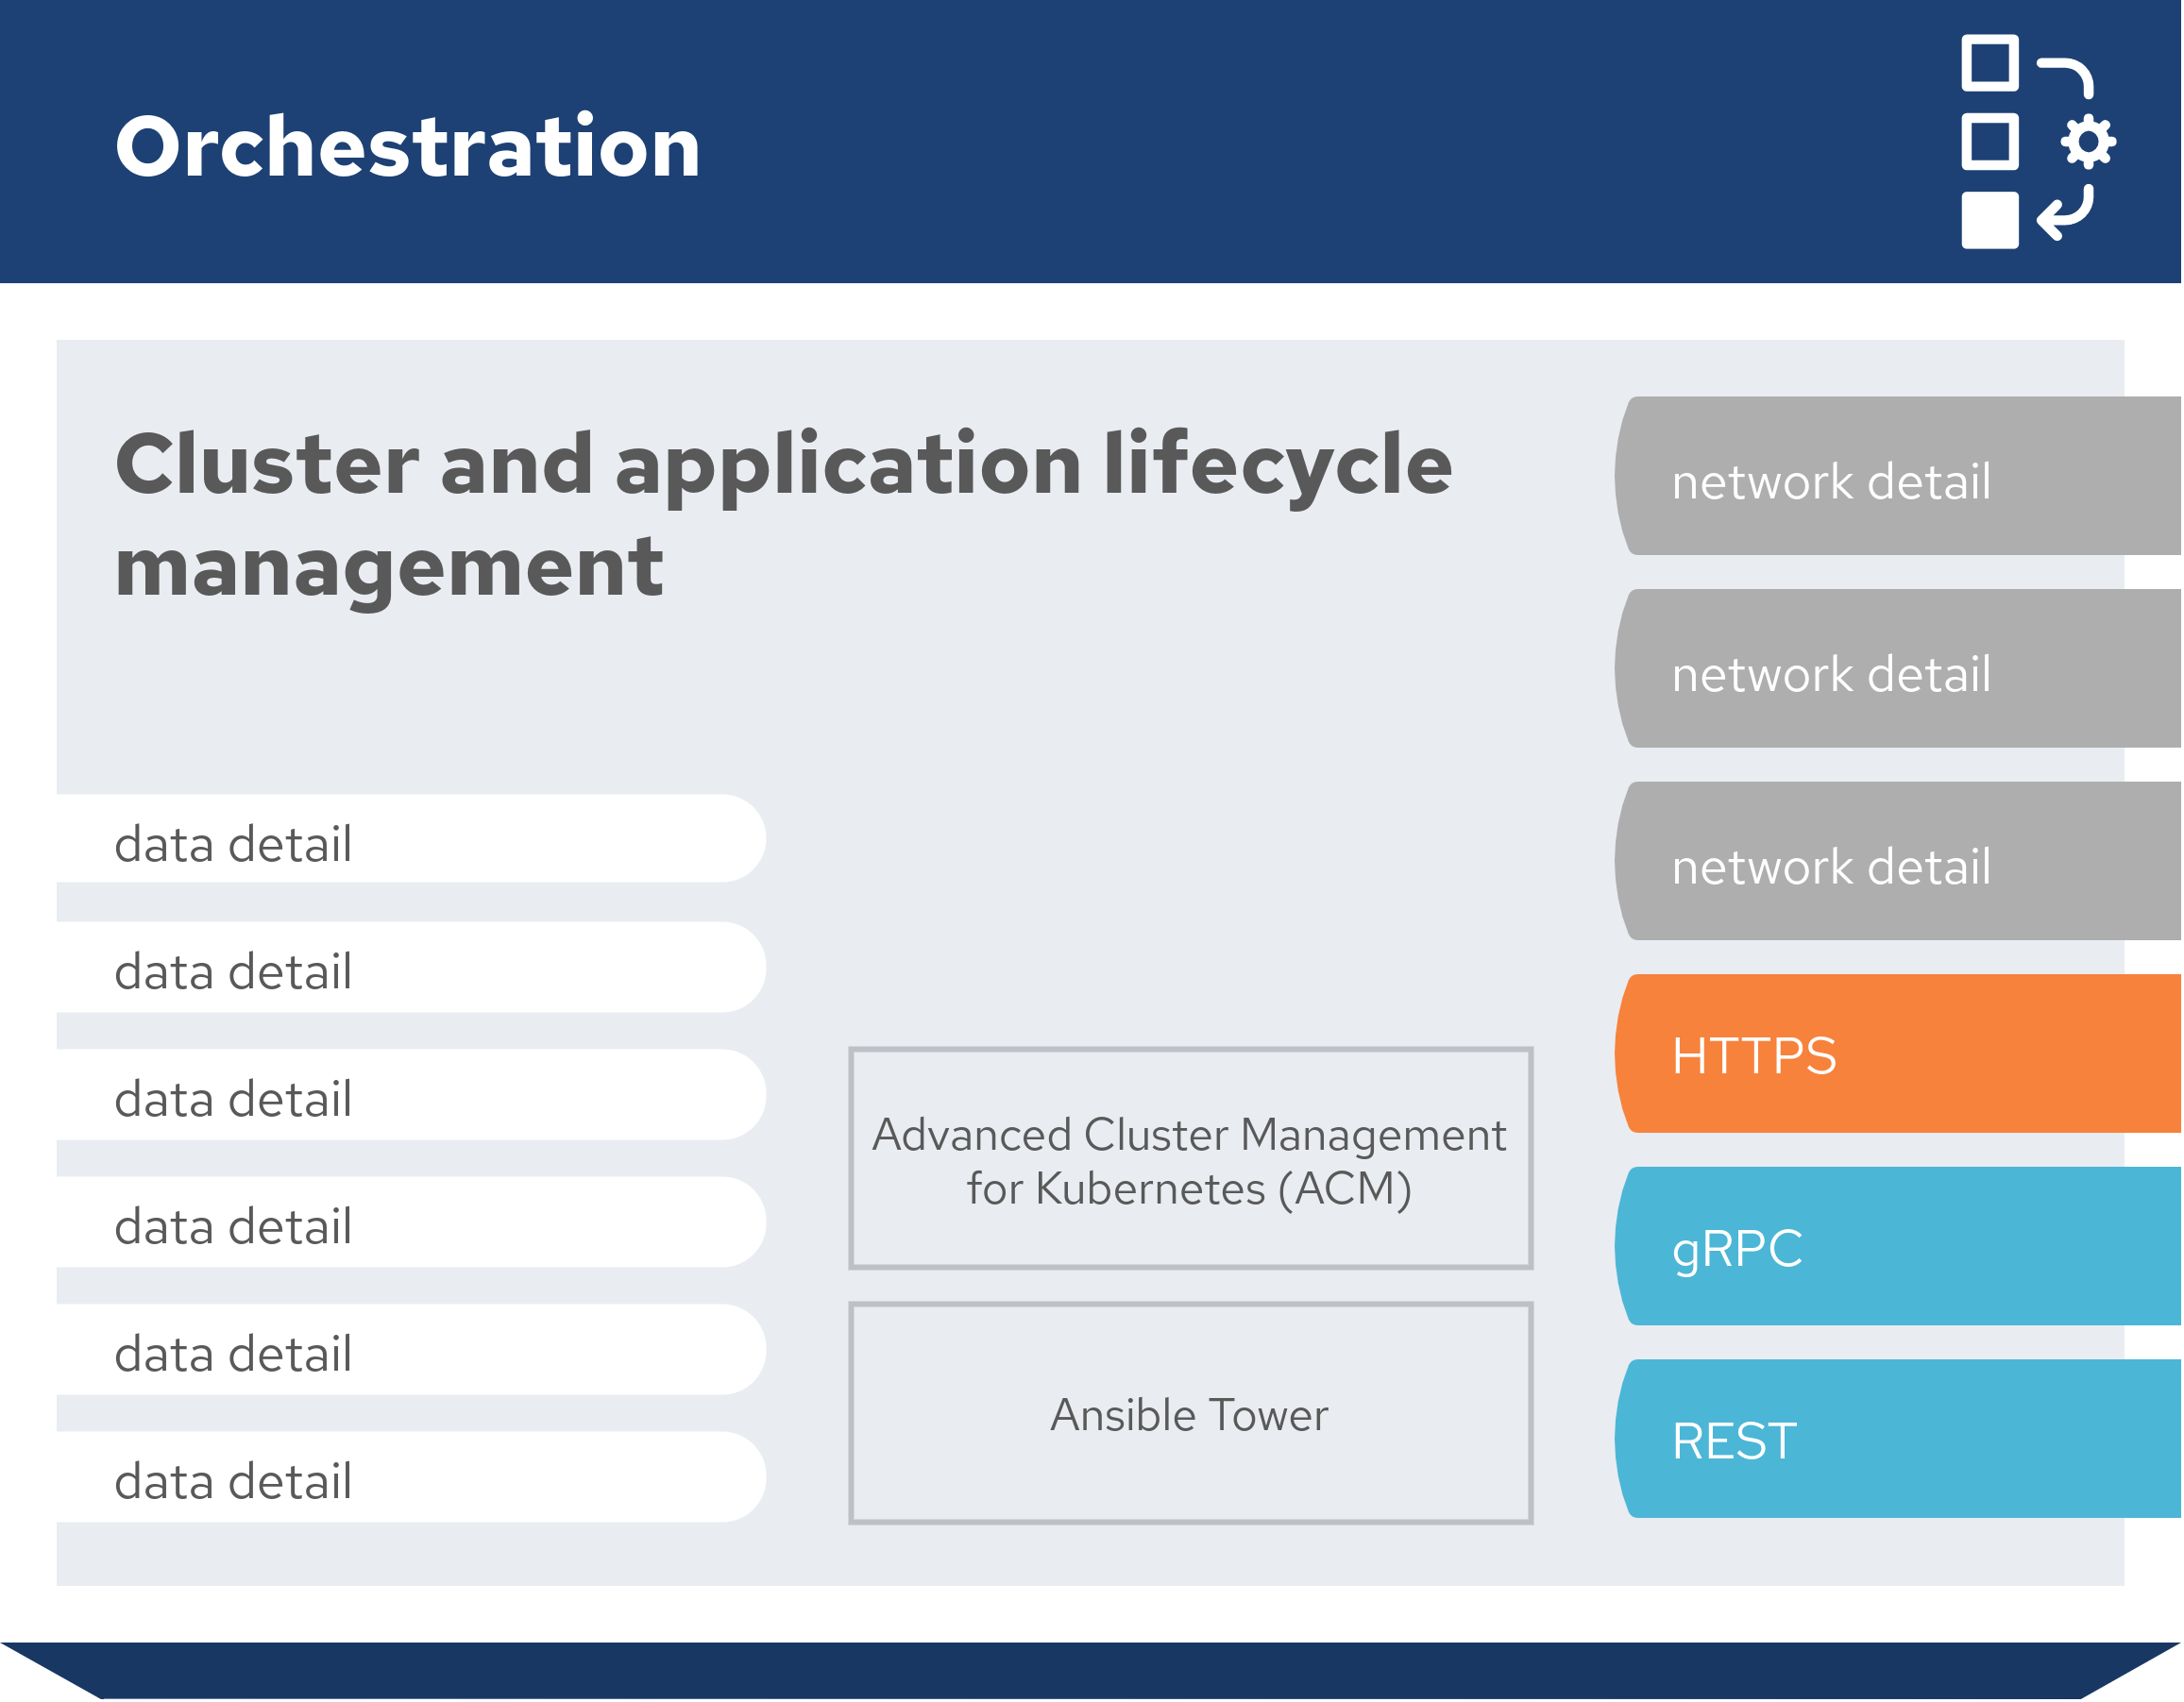 Orchestration
Cluster and application lifecycle
management
data detail
data detail
data detail
data detail
data detail
data detail
Advanced Cluster Management
for Kubernetes (ACM)
Ansible Tower
network detail
network detail
network detail
HTTPS
gRPC
REST